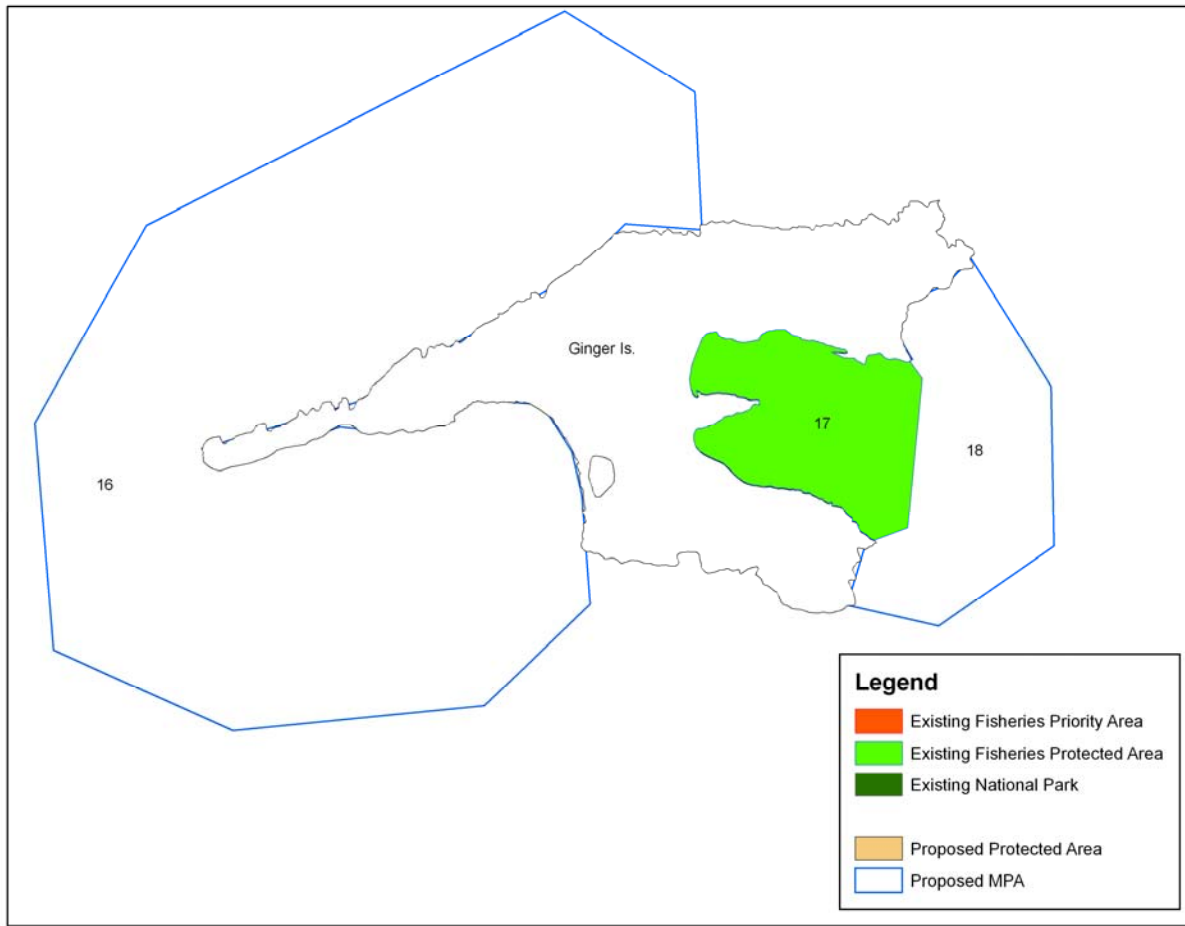 Ginger Is.
17
18
16
Legend
Existing Fisheries Priority Area
Existing Fisheries Protected Area
Existing National Park
Proposed Protected Area
Proposed MPA